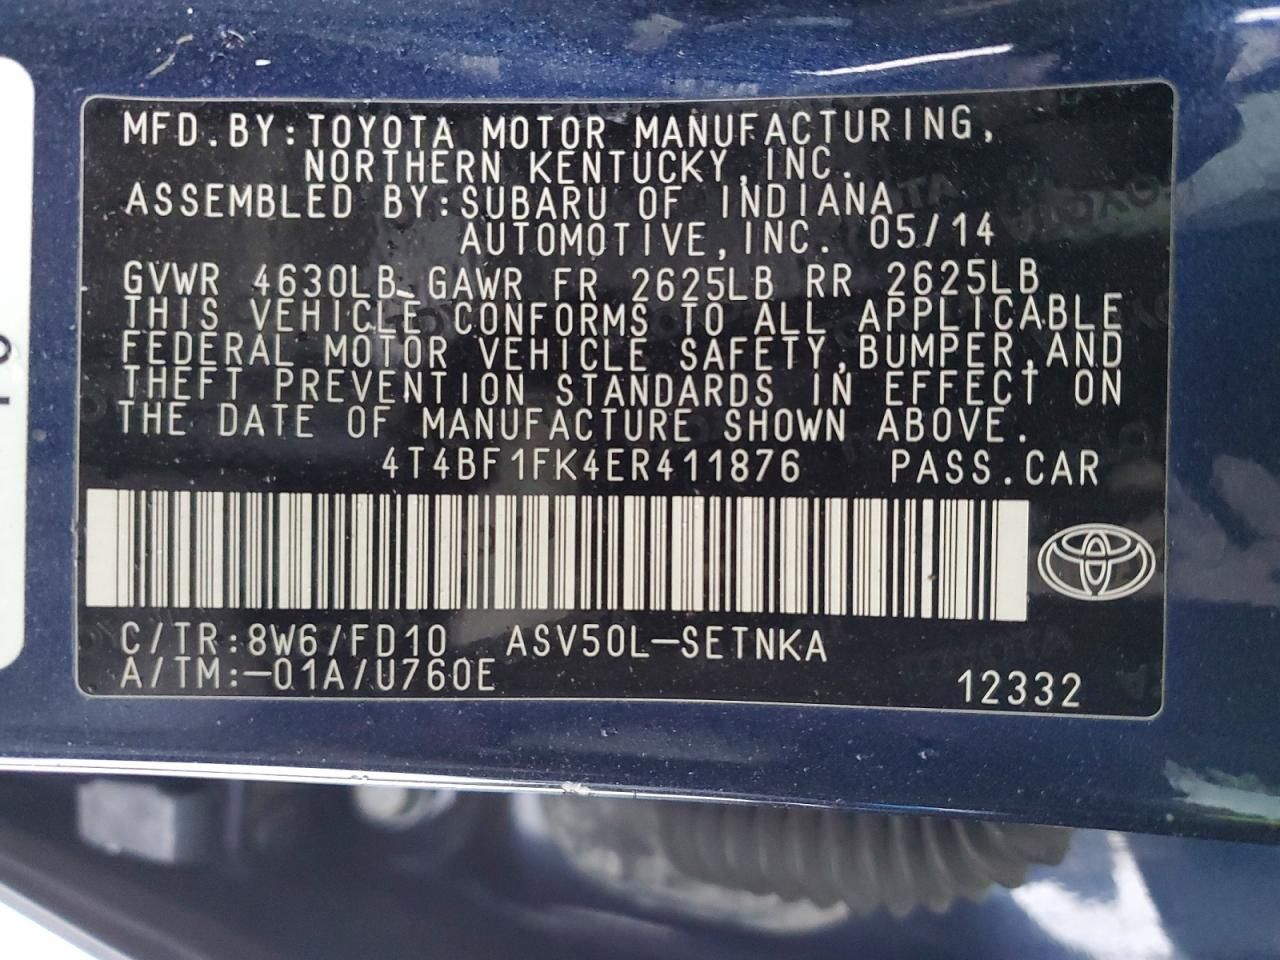 MFD.BY:TOYOTA MOTOR MANUFACTURING,
NORTHERN KENTUCKY,INC.
ASSEMBLED BY:SUBARU OF INDIANA
AUTOMOTIVE,INC. 05/14
GVWR 4630LB GAWR FR 2625LB RR 2625LB
THIS VEHICLE CONFORMS TO ALL APPLICABLE
FEDERAL MOTOR VEHICLE SAFETY,BUMPER,AND
THEFT PREVENTION STANDARDS IN EFFECT ON
THE DATE OF MANUFACTURE SHOWN ABOVE.
4T4BF1FK4ER411876 PASS.CAR
C/TR:8W6/FD10 ASV50L-SETNKA
A/TM:-01A/U760E
12332